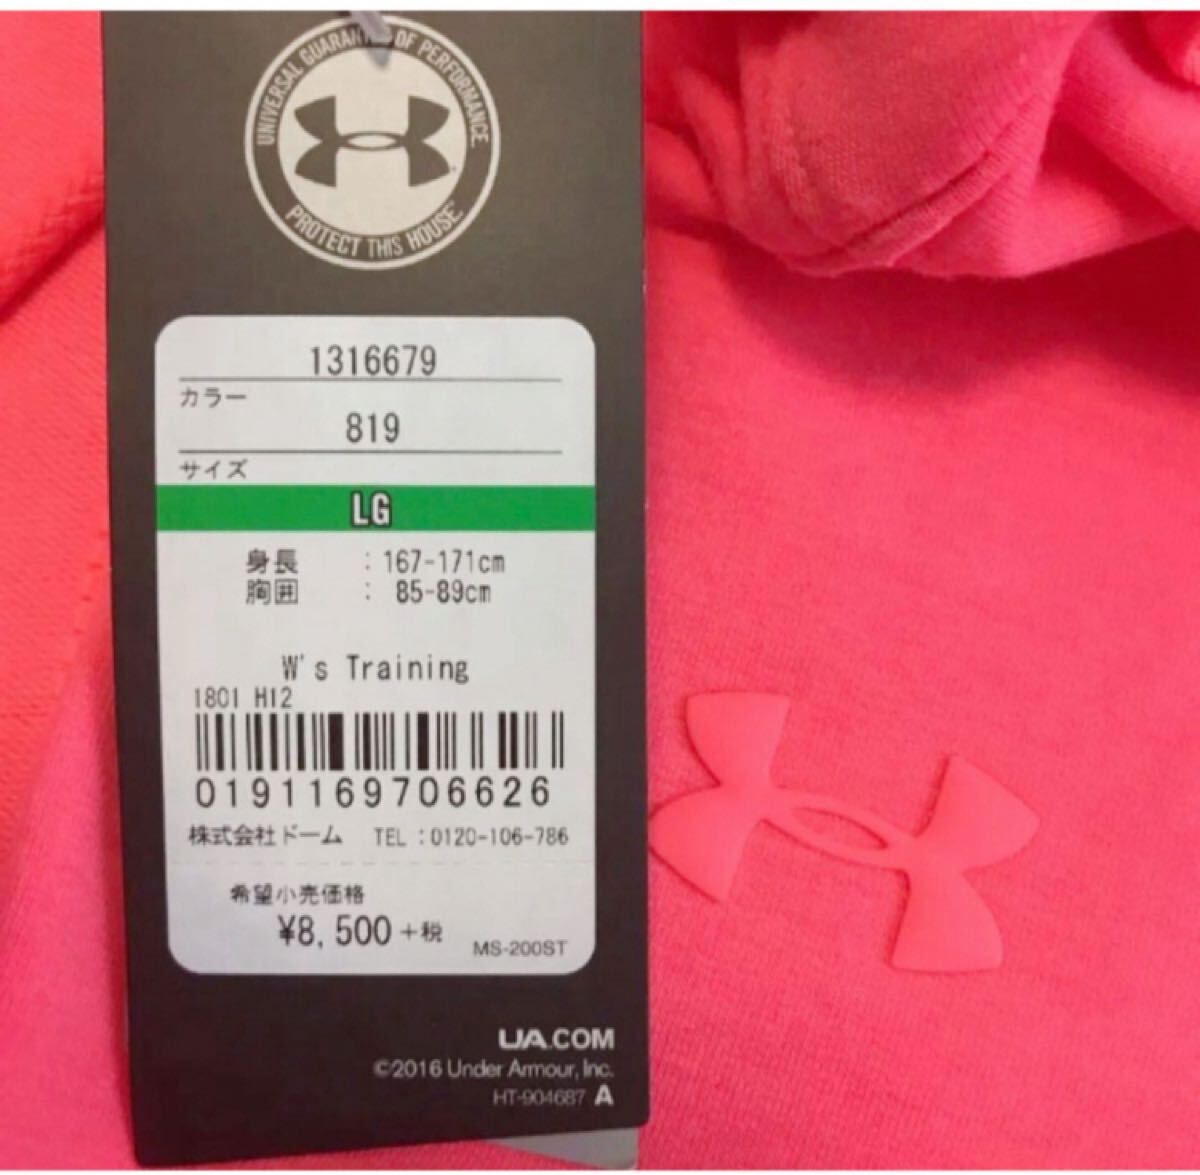 UNIVERSAL GUARANTEE OF PERFORMANCE.
PROTECT THIS HOUSE.
1316679
カラー
819
サイズ
LG
身長 : 167-171cm
胸囲 : 85-89cm
W's Training
1801 H12
0191169706626
株式会社ドーム TEL:0120-106-786
希望小売価格
¥8,500+税
MS-200ST
UA.COM
©2016 Under Armour, Inc.
HT-904687 A